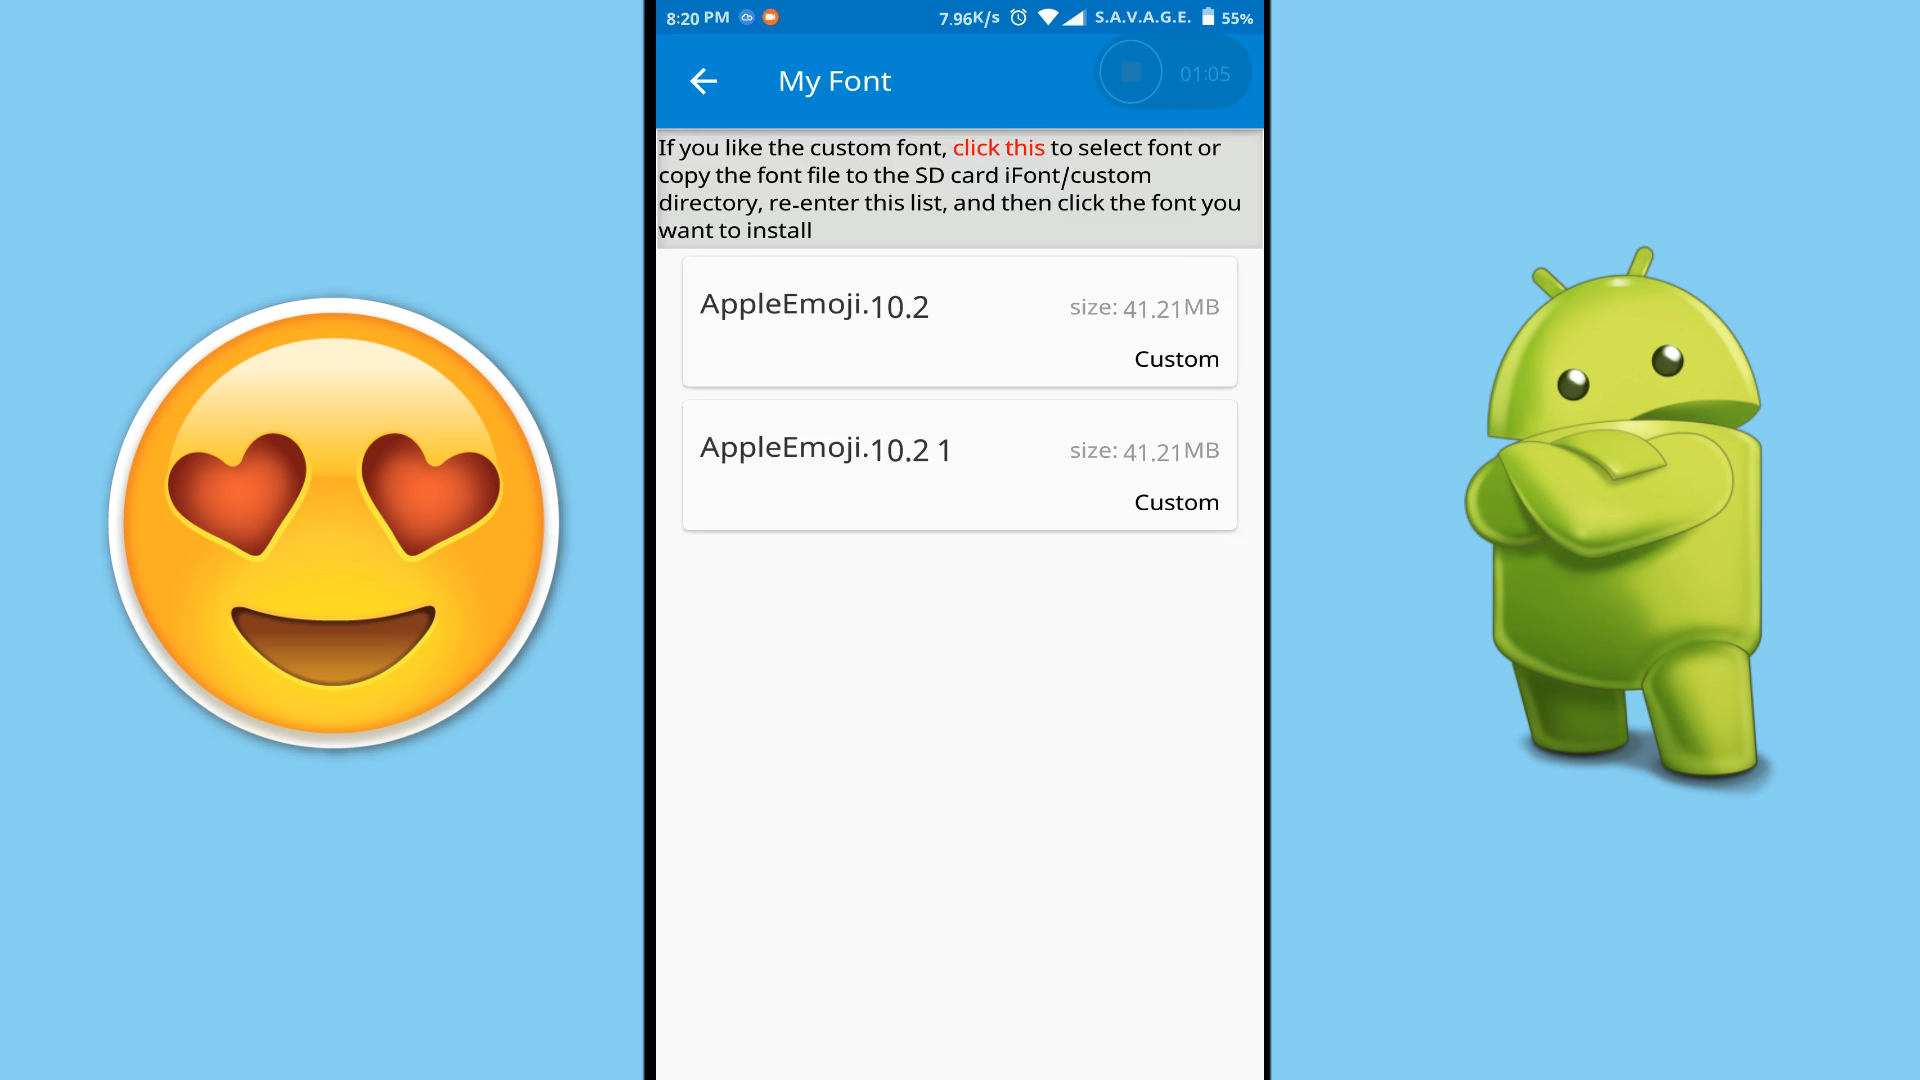 8:20 PM 7.96K/s S.A.V.A.G.E. 55%
My Font 01:05
If you like the custom font, click this to select font or
copy the font file to the SD card iFont/custom
directory, re-enter this list, and then click the font you
want to install
AppleEmoji.10.2 size: 41.21MB
Custom
AppleEmoji.10.2 1 size: 41.21MB
Custom